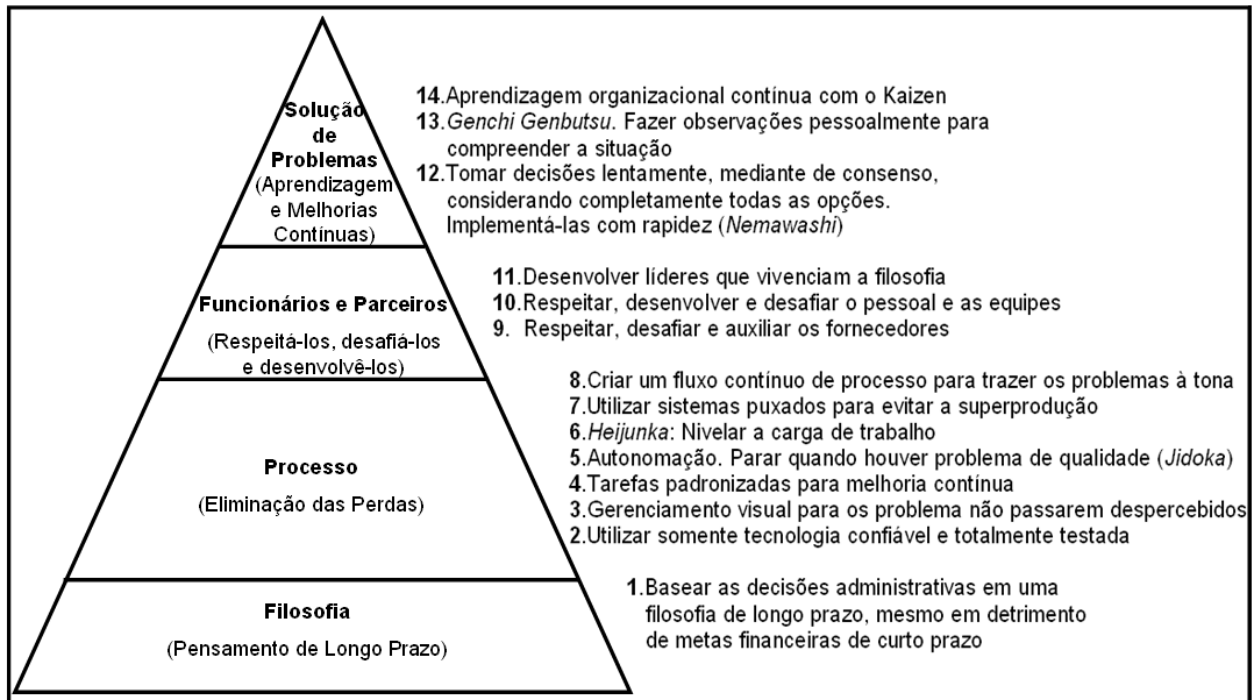 Solução
de
Problemas
(Aprendizagem
e Melhorias
Contínuas)
14.Aprendizagem organizacional contínua com o Kaizen
13.Genchi Genbutsu. Fazer observações pessoalmente para
compreender a situação
12.Tomar decisões lentamente, mediante de consenso,
considerando completamente todas as opções.
Implementá-las com rapidez (Nemawashi)
Funcionários e Parceiros
(Respeitá-los, desafiá-los
e desenvolvê-los)
11.Desenvolver líderes que vivenciam a filosofia
10.Respeitar, desenvolver e desafiar o pessoal e as equipes
9. Respeitar, desafiar e auxiliar os fornecedores
Processo
(Eliminação das Perdas)
8.Criar um fluxo contínuo de processo para trazer os problemas à tona
7.Utilizar sistemas puxados para evitar a superprodução
6.Heijunka: Nivelar a carga de trabalho
5.Autonomação. Parar quando houver problema de qualidade (Jidoka)
4.Tarefas padronizadas para melhoria contínua
3.Gerenciamento visual para os problema não passarem despercebidos
2.Utilizar somente tecnologia confiável e totalmente testada
Filosofia
(Pensamento de Longo Prazo)
1.Basear as decisões administrativas em uma
filosofia de longo prazo, mesmo em detrimento
de metas financeiras de curto prazo